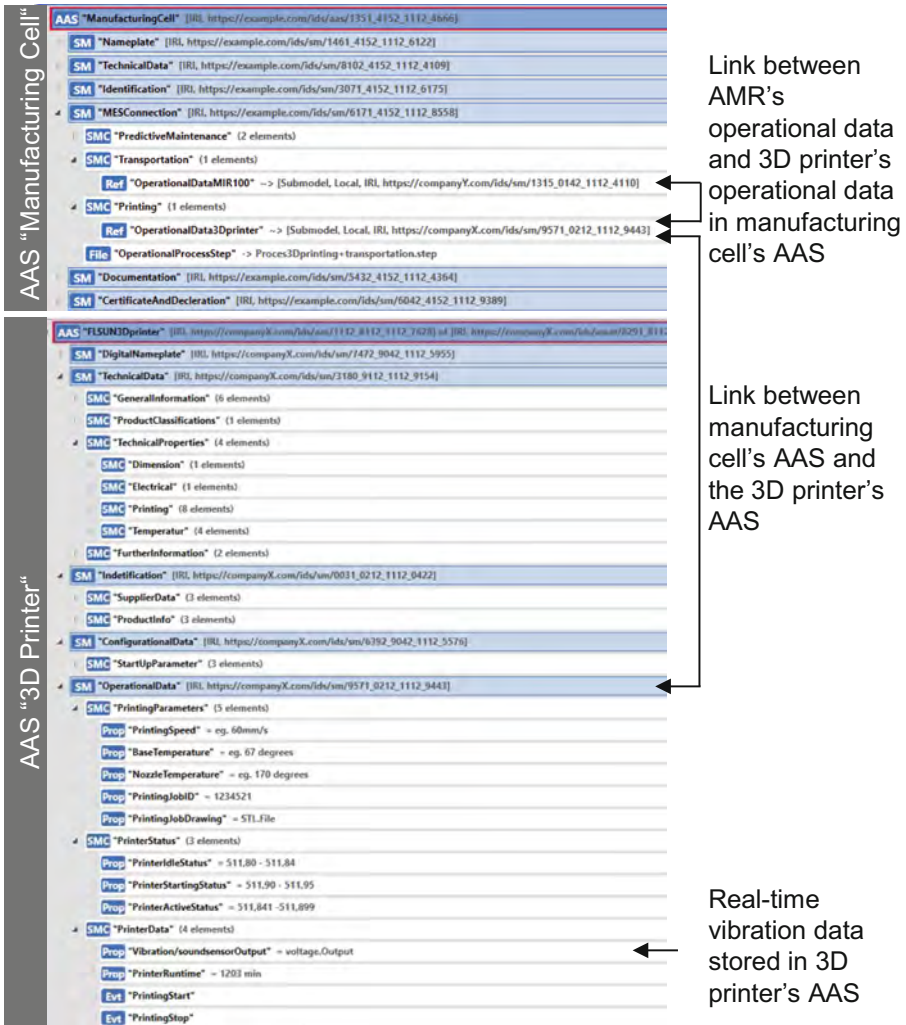 AAS “Manufacturing Cell“
AAS "ManufacturingCell" [IRI, https://example.com/ids/aas/1351_4152_1112_4666]
SM "Nameplate" [IRI, https://example.com/ids/sm/1461_4152_1112_6122]
SM "TechnicalData" [IRI, https://example.com/ids/sm/8102_4152_1112_4109]
SM "Identification" [IRI, https://example.com/ids/sm/3071_4152_1112_6175]
SM "MESConnection" [IRI, https://example.com/ids/sm/6171_4152_1112_8558]
SMC "PredictiveMaintenance" (2 elements)
SMC "Transportation" (1 elements)
Ref "OperationalDataMIR100" ~> [Submodel, Local, IRI, https://companyY.com/ids/sm/1315_0142_1112_4110]
SMC "Printing" (1 elements)
Ref "OperationalData3Dprinter" ~> [Submodel, Local, IRI, https://companyX.com/ids/sm/9571_0212_1112_9443]
File "OperationalProcessStep" -> Proces3Dprinting+transportation.step
SM "Documentation" [IRI, https://example.com/ids/sm/5432_4152_1112_4364]
SM "CertificateAndDecleration" [IRI, https://example.com/ids/sm/6042_4152_1112_9389]
Link between
AMR's
operational data
and 3D printer's
operational data
in manufacturing
cell's AAS
AAS “3D Printer“
AAS "FLSUN3Dprinter" [IRI, https://companyX.com/ids/aas/1112_8112_1112_7628] of [IRI, https://companyX.com/ids/asset/8291_811
SM "DigitalNameplate" [IRI, https://companyX.com/ids/sm/7472_9042_1112_5955]
SM "TechnicalData" [IRI, https://companyX.com/ids/sm/3180_9112_1112_9154]
SMC "GeneralInformation" (6 elements)
SMC "ProductClassifications" (1 elements)
SMC "TechnicalProperties" (4 elements)
SMC "Dimension" (1 elements)
SMC "Electrical" (1 elements)
SMC "Printing" (8 elements)
SMC "Temperatur" (4 elements)
SMC "FurtherInformation" (2 elements)
SM "Indetification" [IRI, https://companyX.com/ids/sm/0031_0212_1112_0422]
SMC "SupplierData" (3 elements)
SMC "ProductInfo" (3 elements)
SM "ConfigurationalData" [IRI, https://companyX.com/ids/sm/6392_9042_1112_5576]
SMC "StartUpParameter" (3 elements)
SM "OperationalData" [IRI, https://companyX.com/ids/sm/9571_0212_1112_9443]
SMC "PrintingParameters" (5 elements)
Prop "PrintingSpeed" = eg. 60mm/s
Prop "BaseTemperature" = eg. 67 degrees
Prop "NozzleTemperature" = eg. 170 degrees
Prop "PrintingJobID" = 1234521
Prop "PrintingJobDrawing" = STL.File
SMC "PrinterStatus" (3 elements)
Prop "PrinterIdleStatus" = 511,80 - 511,84
Prop "PrinterStartingStatus" = 511,90 - 511,95
Prop "PrinterActiveStatus" = 511,841 -511,899
SMC "PrinterData" (4 elements)
Prop "Vibration/soundsensorOutput" = voltage.Output
Prop "PrinterRuntime" = 1203 min
Evt "PrintingStart"
Evt "PrintingStop"
Link between
manufacturing
cell's AAS and
the 3D printer's
AAS
Real-time
vibration data
stored in 3D
printer's AAS